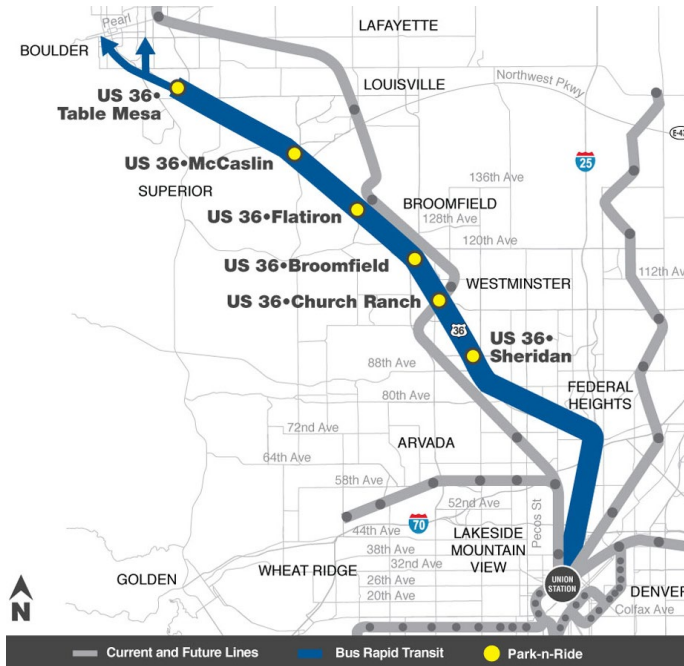 Pearl
BOULDER
LAFAYETTE
LOUISVILLE
Northwest Pkwy
US 36•
Table Mesa
E-47
US 36•McCaslin
25
136th Ave
SUPERIOR
BROOMFIELD
US 36•Flatiron
128th Ave
120th Ave
US 36•Broomfield
112th Ave
WESTMINSTER
US 36•Church Ranch
36
US 36•
Sheridan
88th Ave
FEDERAL
HEIGHTS
80th Ave
72nd Ave
ARVADA
64th Ave
58th Ave
52nd Ave
Pecos St
70
44th Ave
LAKESIDE
MOUNTAIN
VIEW
38th Ave
32nd Ave
GOLDEN
WHEAT RIDGE
26th Ave
20th Ave
UNION
STATION
DENVER
Colfax Ave
N
Current and Future Lines
Bus Rapid Transit
Park-n-Ride